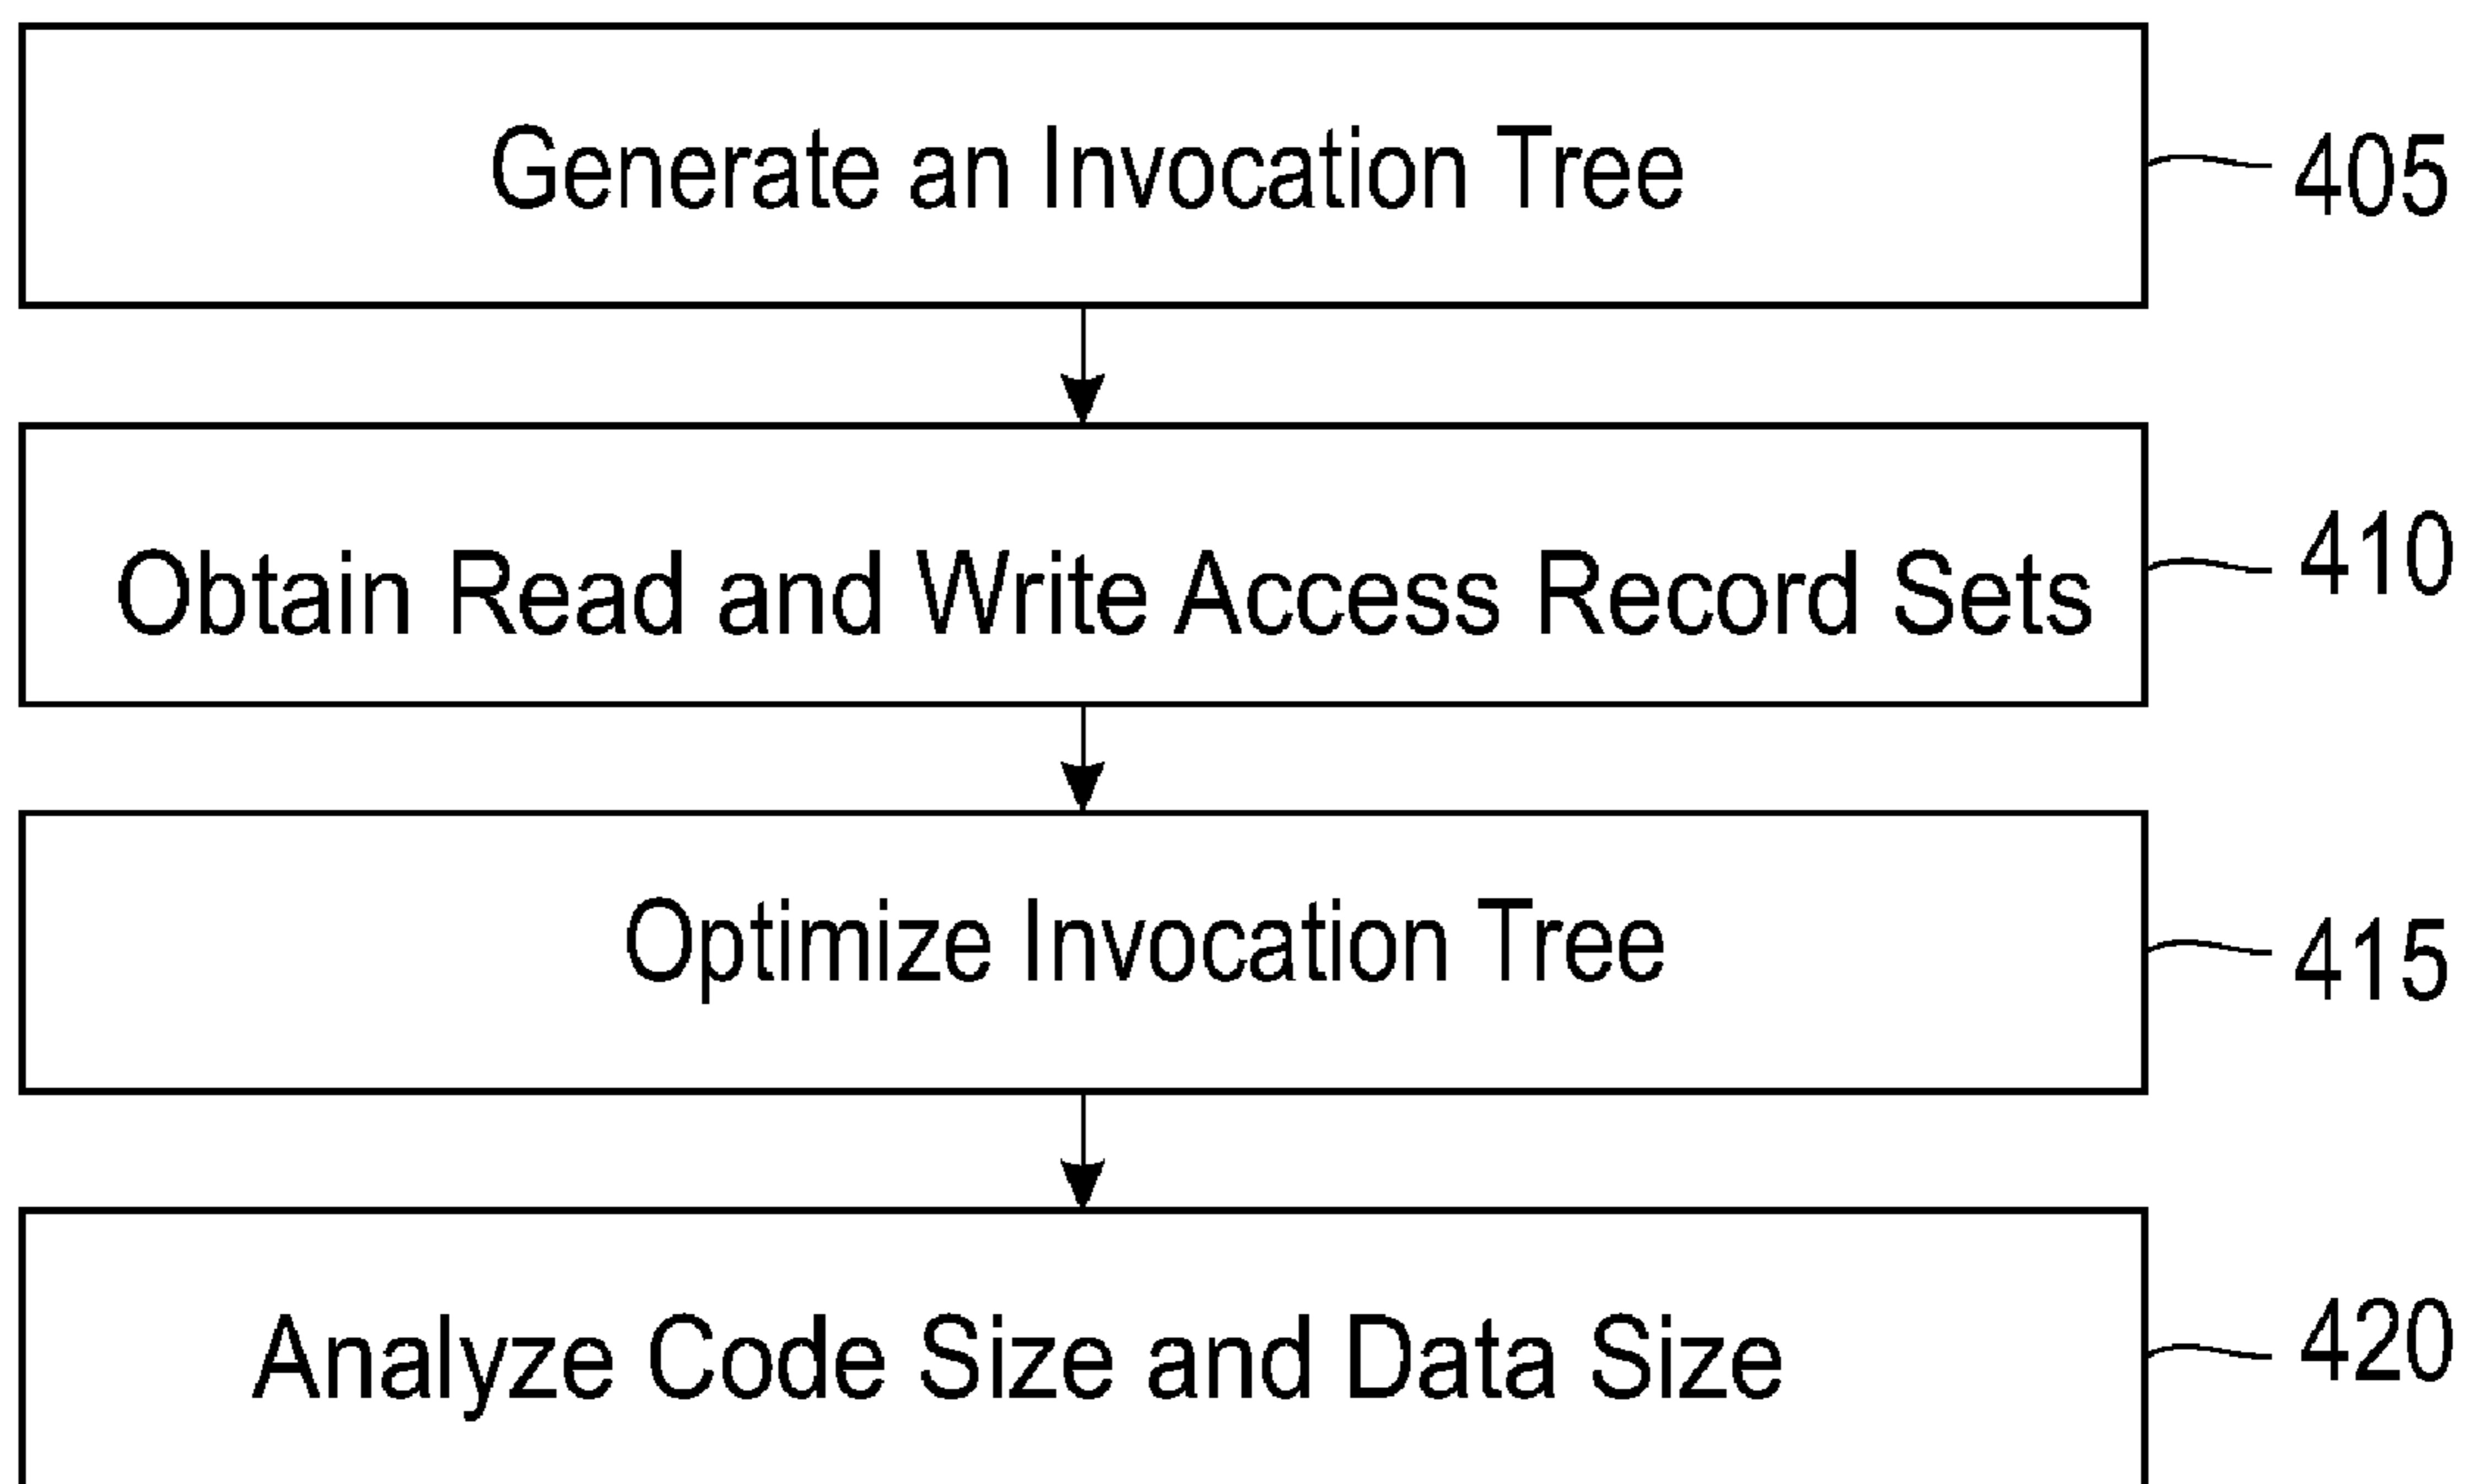 Generate an Invocation Tree
405
Obtain Read and Write Access Record Sets
410
Optimize Invocation Tree
415
Analyze Code Size and Data Size
420